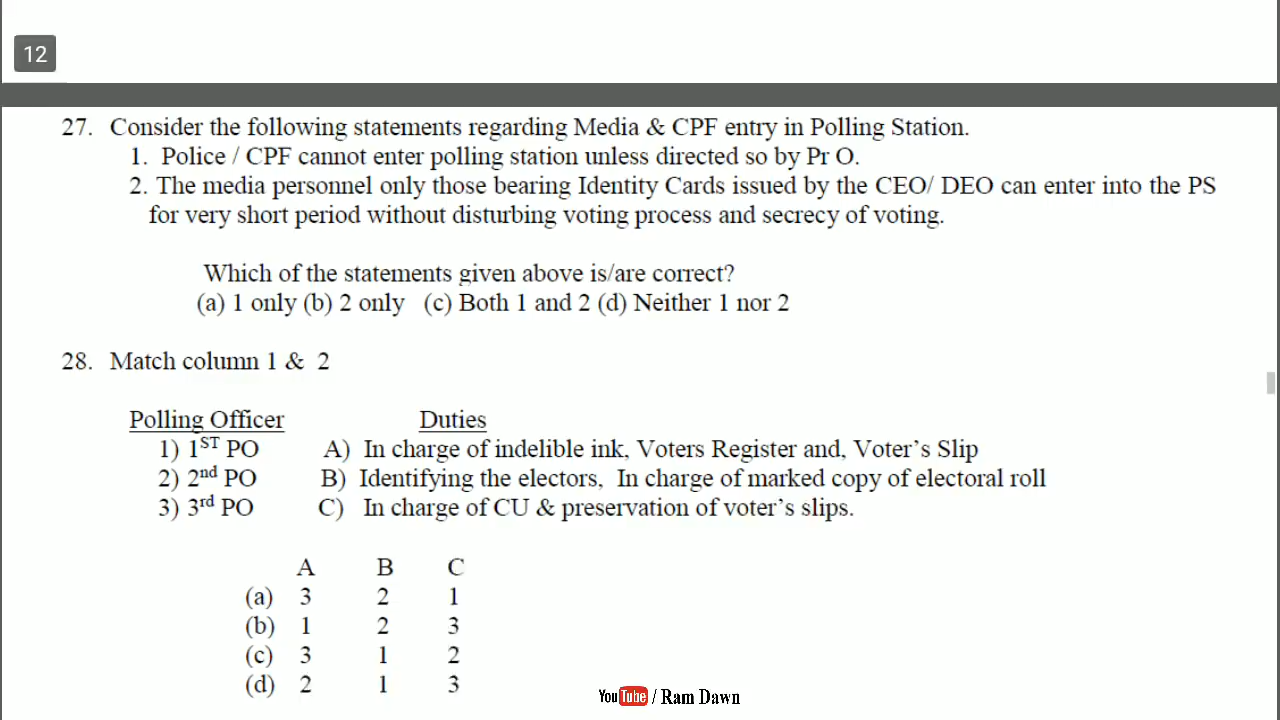 12
27. Consider the following statements regarding Media & CPF entry in Polling Station.
1. Police / CPF cannot enter polling station unless directed so by Pr O.
2. The media personnel only those bearing Identity Cards issued by the CEO/ DEO can enter into the PS
for very short period without disturbing voting process and secrecy of voting.
Which of the statements given above is/are correct?
(a) 1 only (b) 2 only (c) Both 1 and 2 (d) Neither 1 nor 2
28. Match column 1 & 2
Polling Officer Duties
1) 1ST PO A) In charge of indelible ink, Voters Register and, Voter's Slip
2) 2nd PO B) Identifying the electors, In charge of marked copy of electoral roll
3) 3rd PO C) In charge of CU & preservation of voter's slips.
A B C
(a) 3 2 1
(b) 1 2 3
(c) 3 1 2
(d) 2 1 3
YouTube / Ram Dawn